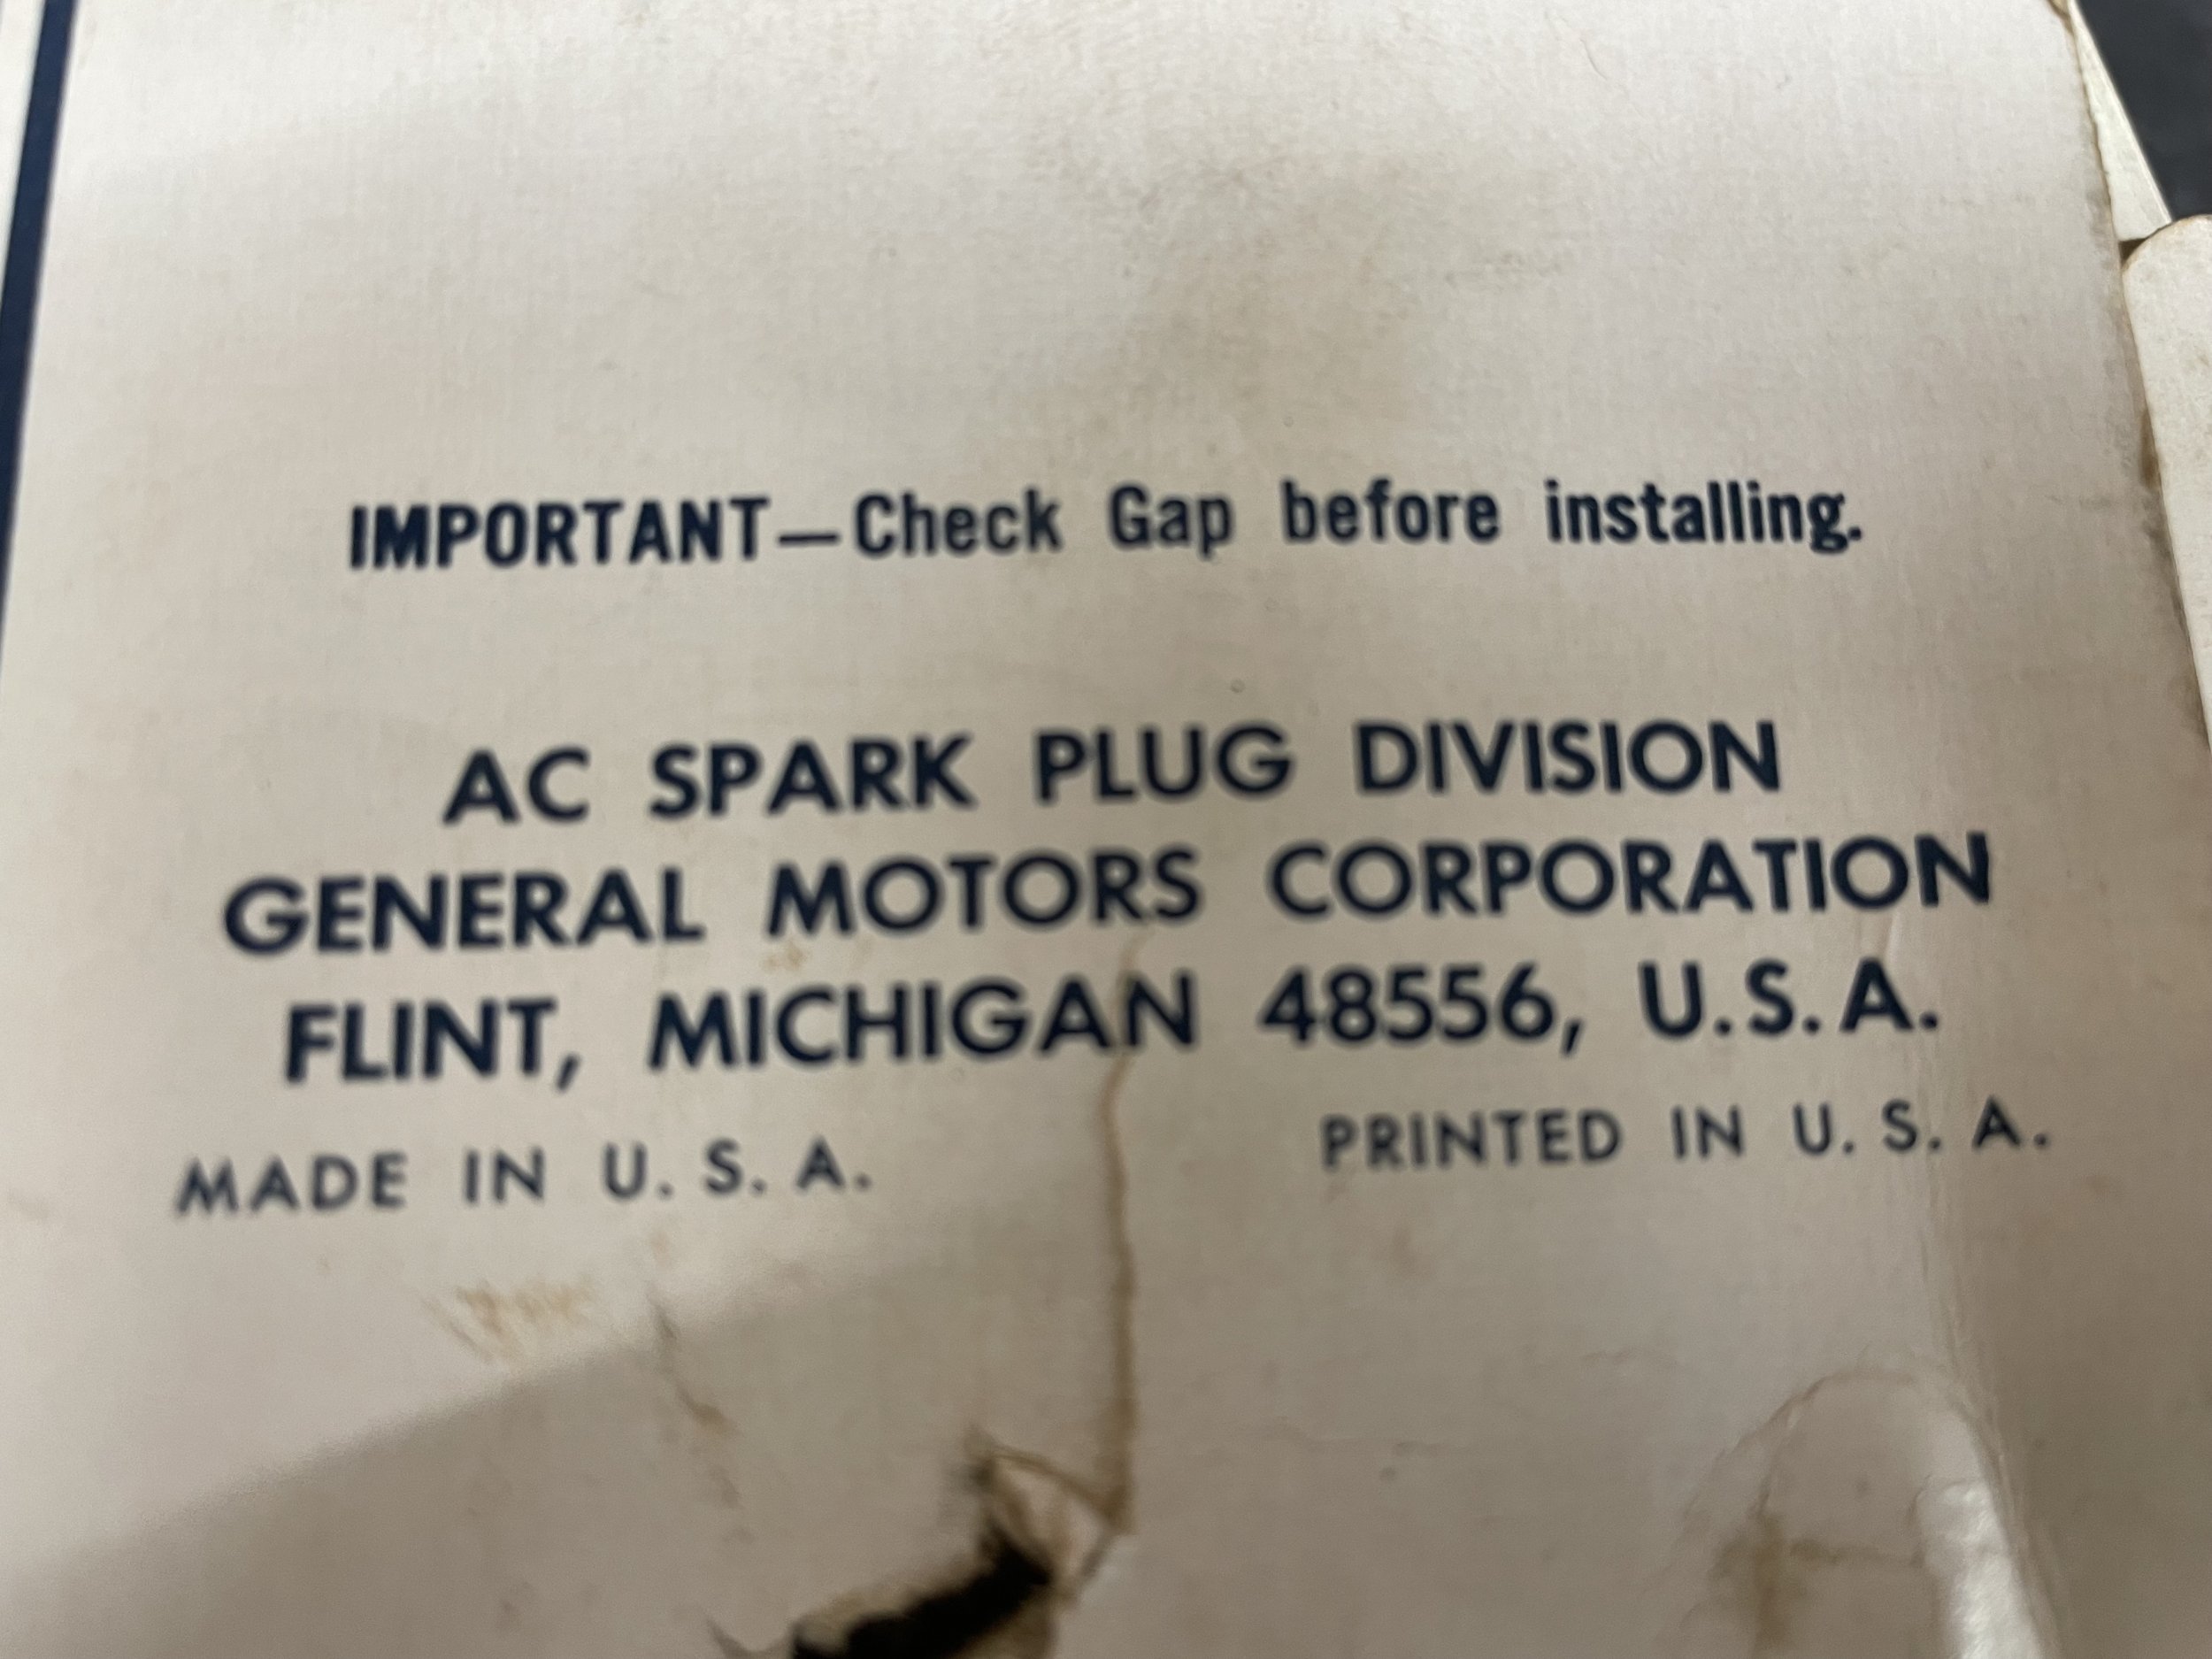 IMPORTANT—Check Gap before installing.
AC SPARK PLUG DIVISION
GENERAL MOTORS CORPORATION
FLINT, MICHIGAN 48556, U.S.A.
MADE IN U. S. A.
PRINTED IN U. S. A.